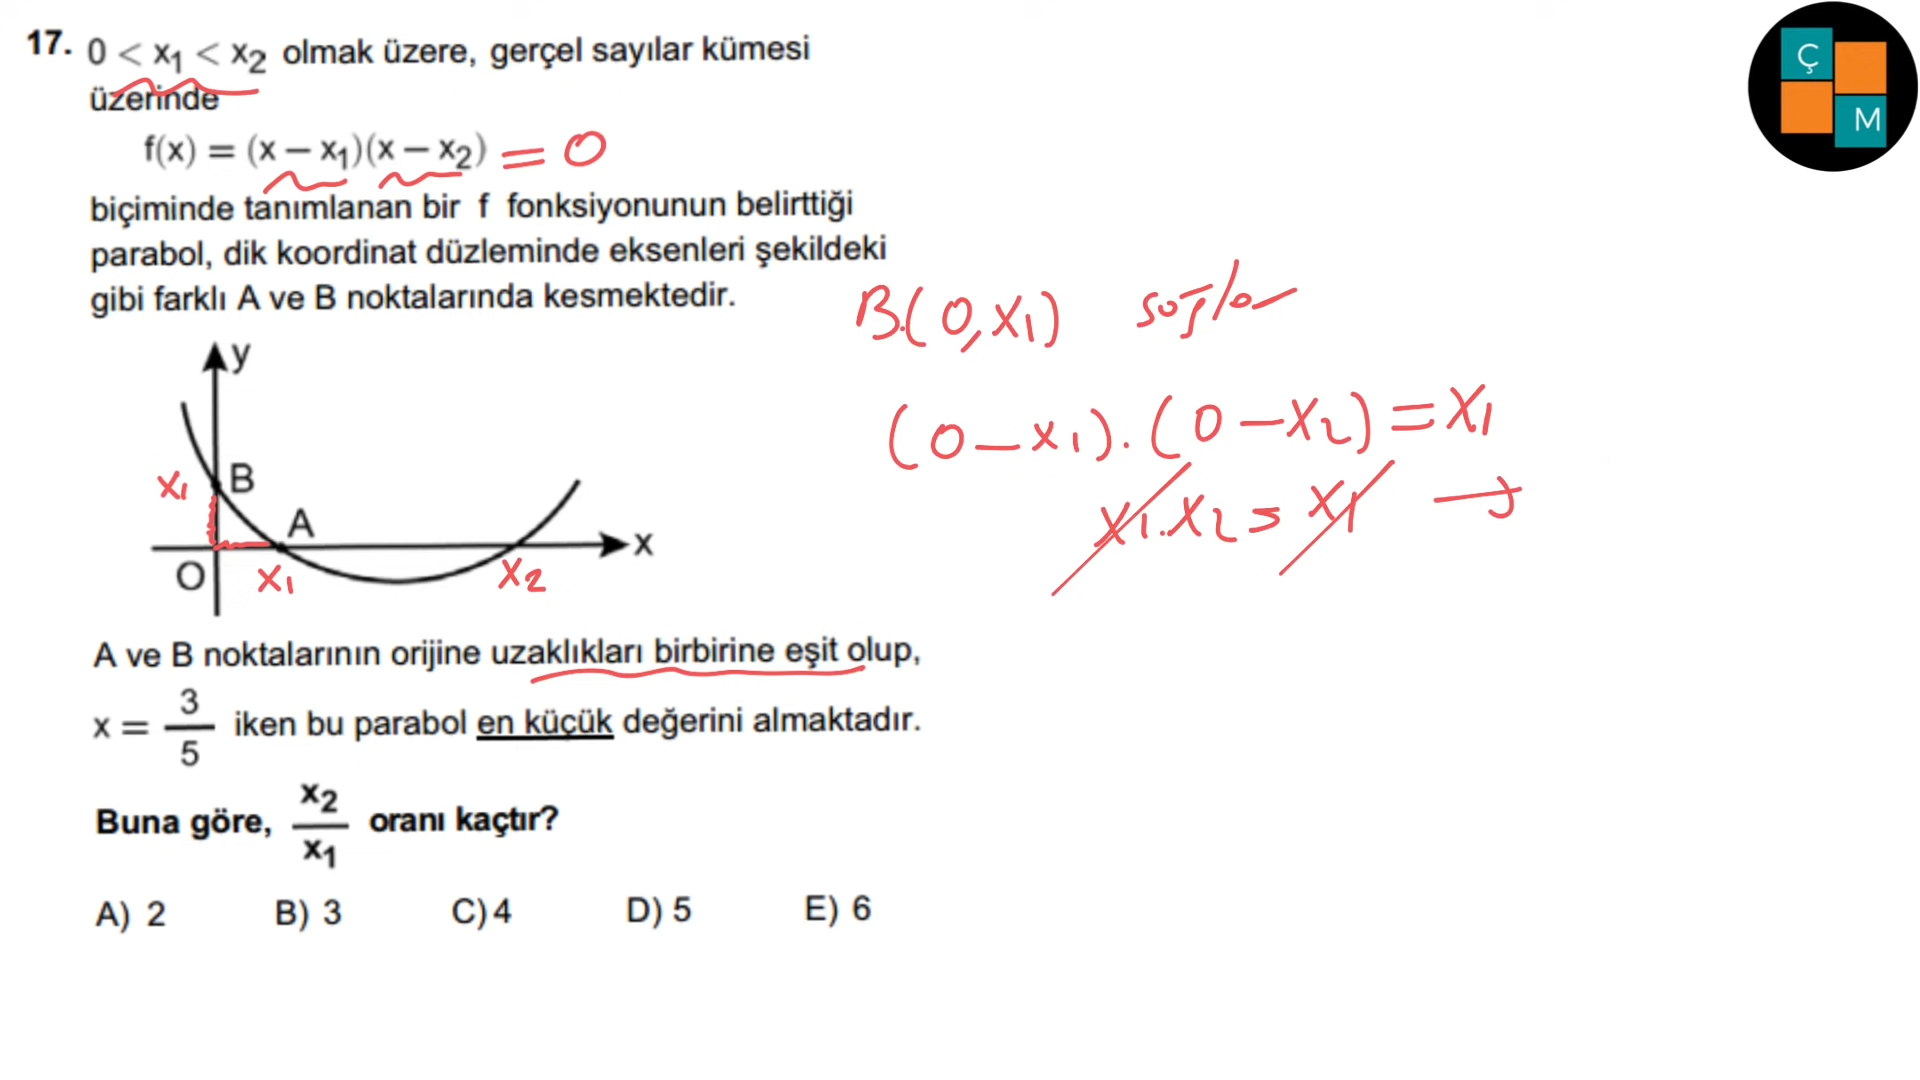 17. 0 < x₁ < x₂ olmak üzere, gerçel sayılar kümesi
üzerinde
f(x) = (x − x₁)(x − x₂) = 0
biçiminde tanımlanan bir f fonksiyonunun belirttiği
parabol, dik koordinat düzleminde eksenleri şekildeki
gibi farklı A ve B noktalarında kesmektedir.
B(0, x₁) sağlar
(0 − x₁).(0 − x₂) = x₁
x₁.x₂ = x₁ →
y
x₁ B
A
x
O x₁ x₂
A ve B noktalarının orijine uzaklıkları birbirine eşit olup,
x = 3/5 iken bu parabol en küçük değerini almaktadır.
Buna göre, x₂/x₁ oranı kaçtır?
A) 2 B) 3 C) 4 D) 5 E) 6
Ç
M